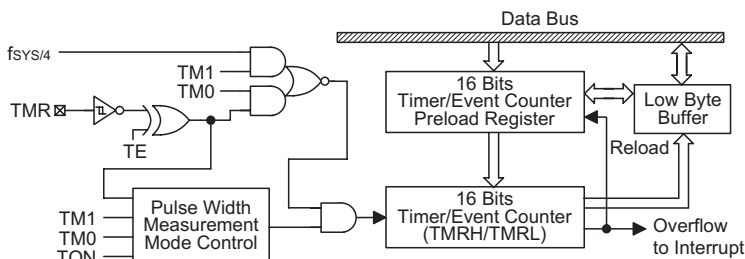 Data Bus
fSYS/4
TM1
TM0
TMR
TE
16 Bits
Timer/Event Counter
Preload Register
Low Byte
Buffer
Reload
TM1
TM0
TON
Pulse Width
Measurement
Mode Control
16 Bits
Timer/Event Counter
(TMRH/TMRL)
Overflow
to Interrupt